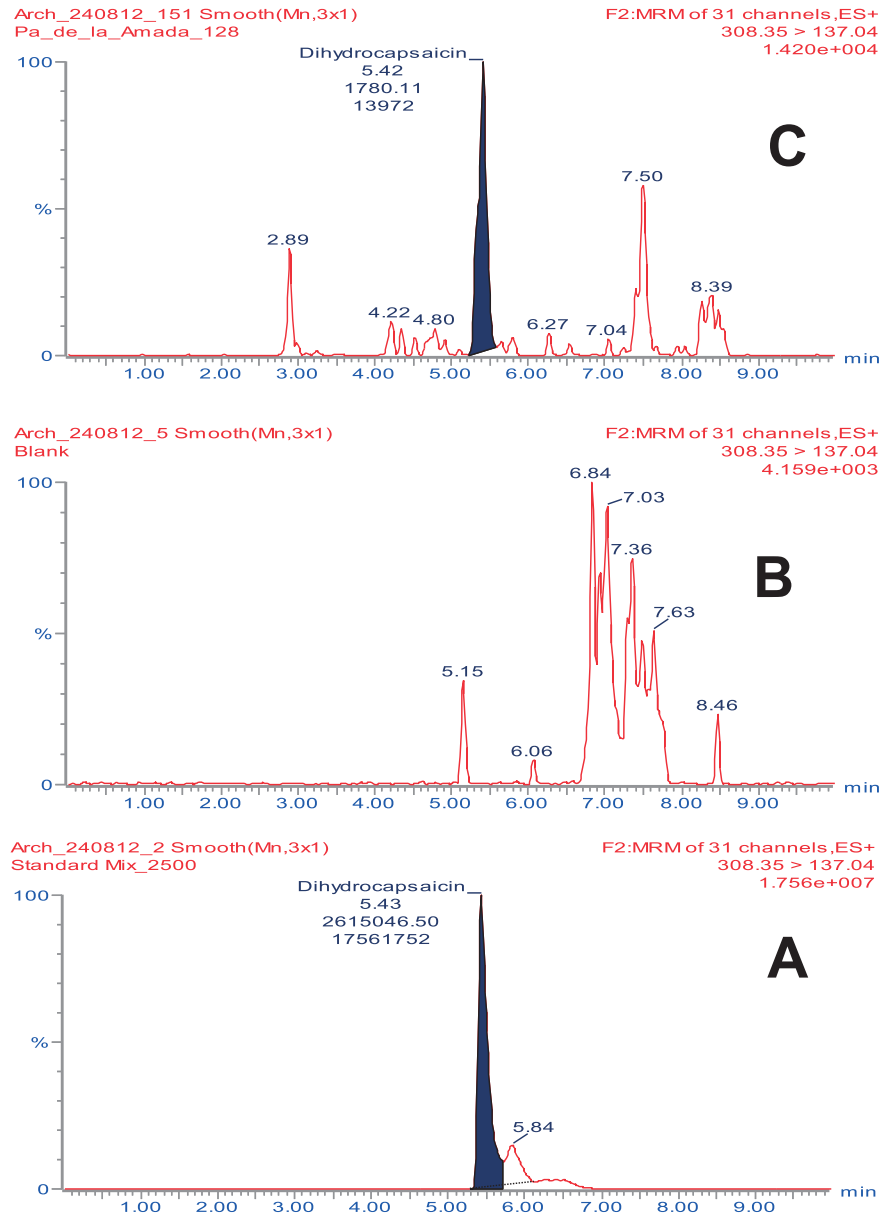 Arch_240812_151 Smooth(Mn,3x1)
Pa_de_la_Amada_128
F2:MRM of 31 channels,ES+
308.35 > 137.04
1.420e+004
Dihydrocapsaicin
5.42
1780.11
13972
C
100
%
0
2.89
4.22
4.80
6.27
7.04
7.50
8.39
1.00 2.00 3.00 4.00 5.00 6.00 7.00 8.00 9.00 min
Arch_240812_5 Smooth(Mn,3x1)
Blank
F2:MRM of 31 channels,ES+
308.35 > 137.04
4.159e+003
B
100
%
0
5.15
6.06
6.84
7.03
7.36
7.63
8.46
1.00 2.00 3.00 4.00 5.00 6.00 7.00 8.00 9.00 min
Arch_240812_2 Smooth(Mn,3x1)
Standard Mix_2500
F2:MRM of 31 channels,ES+
308.35 > 137.04
1.756e+007
Dihydrocapsaicin
5.43
2615046.50
17561752
A
100
%
0
5.84
1.00 2.00 3.00 4.00 5.00 6.00 7.00 8.00 9.00 min